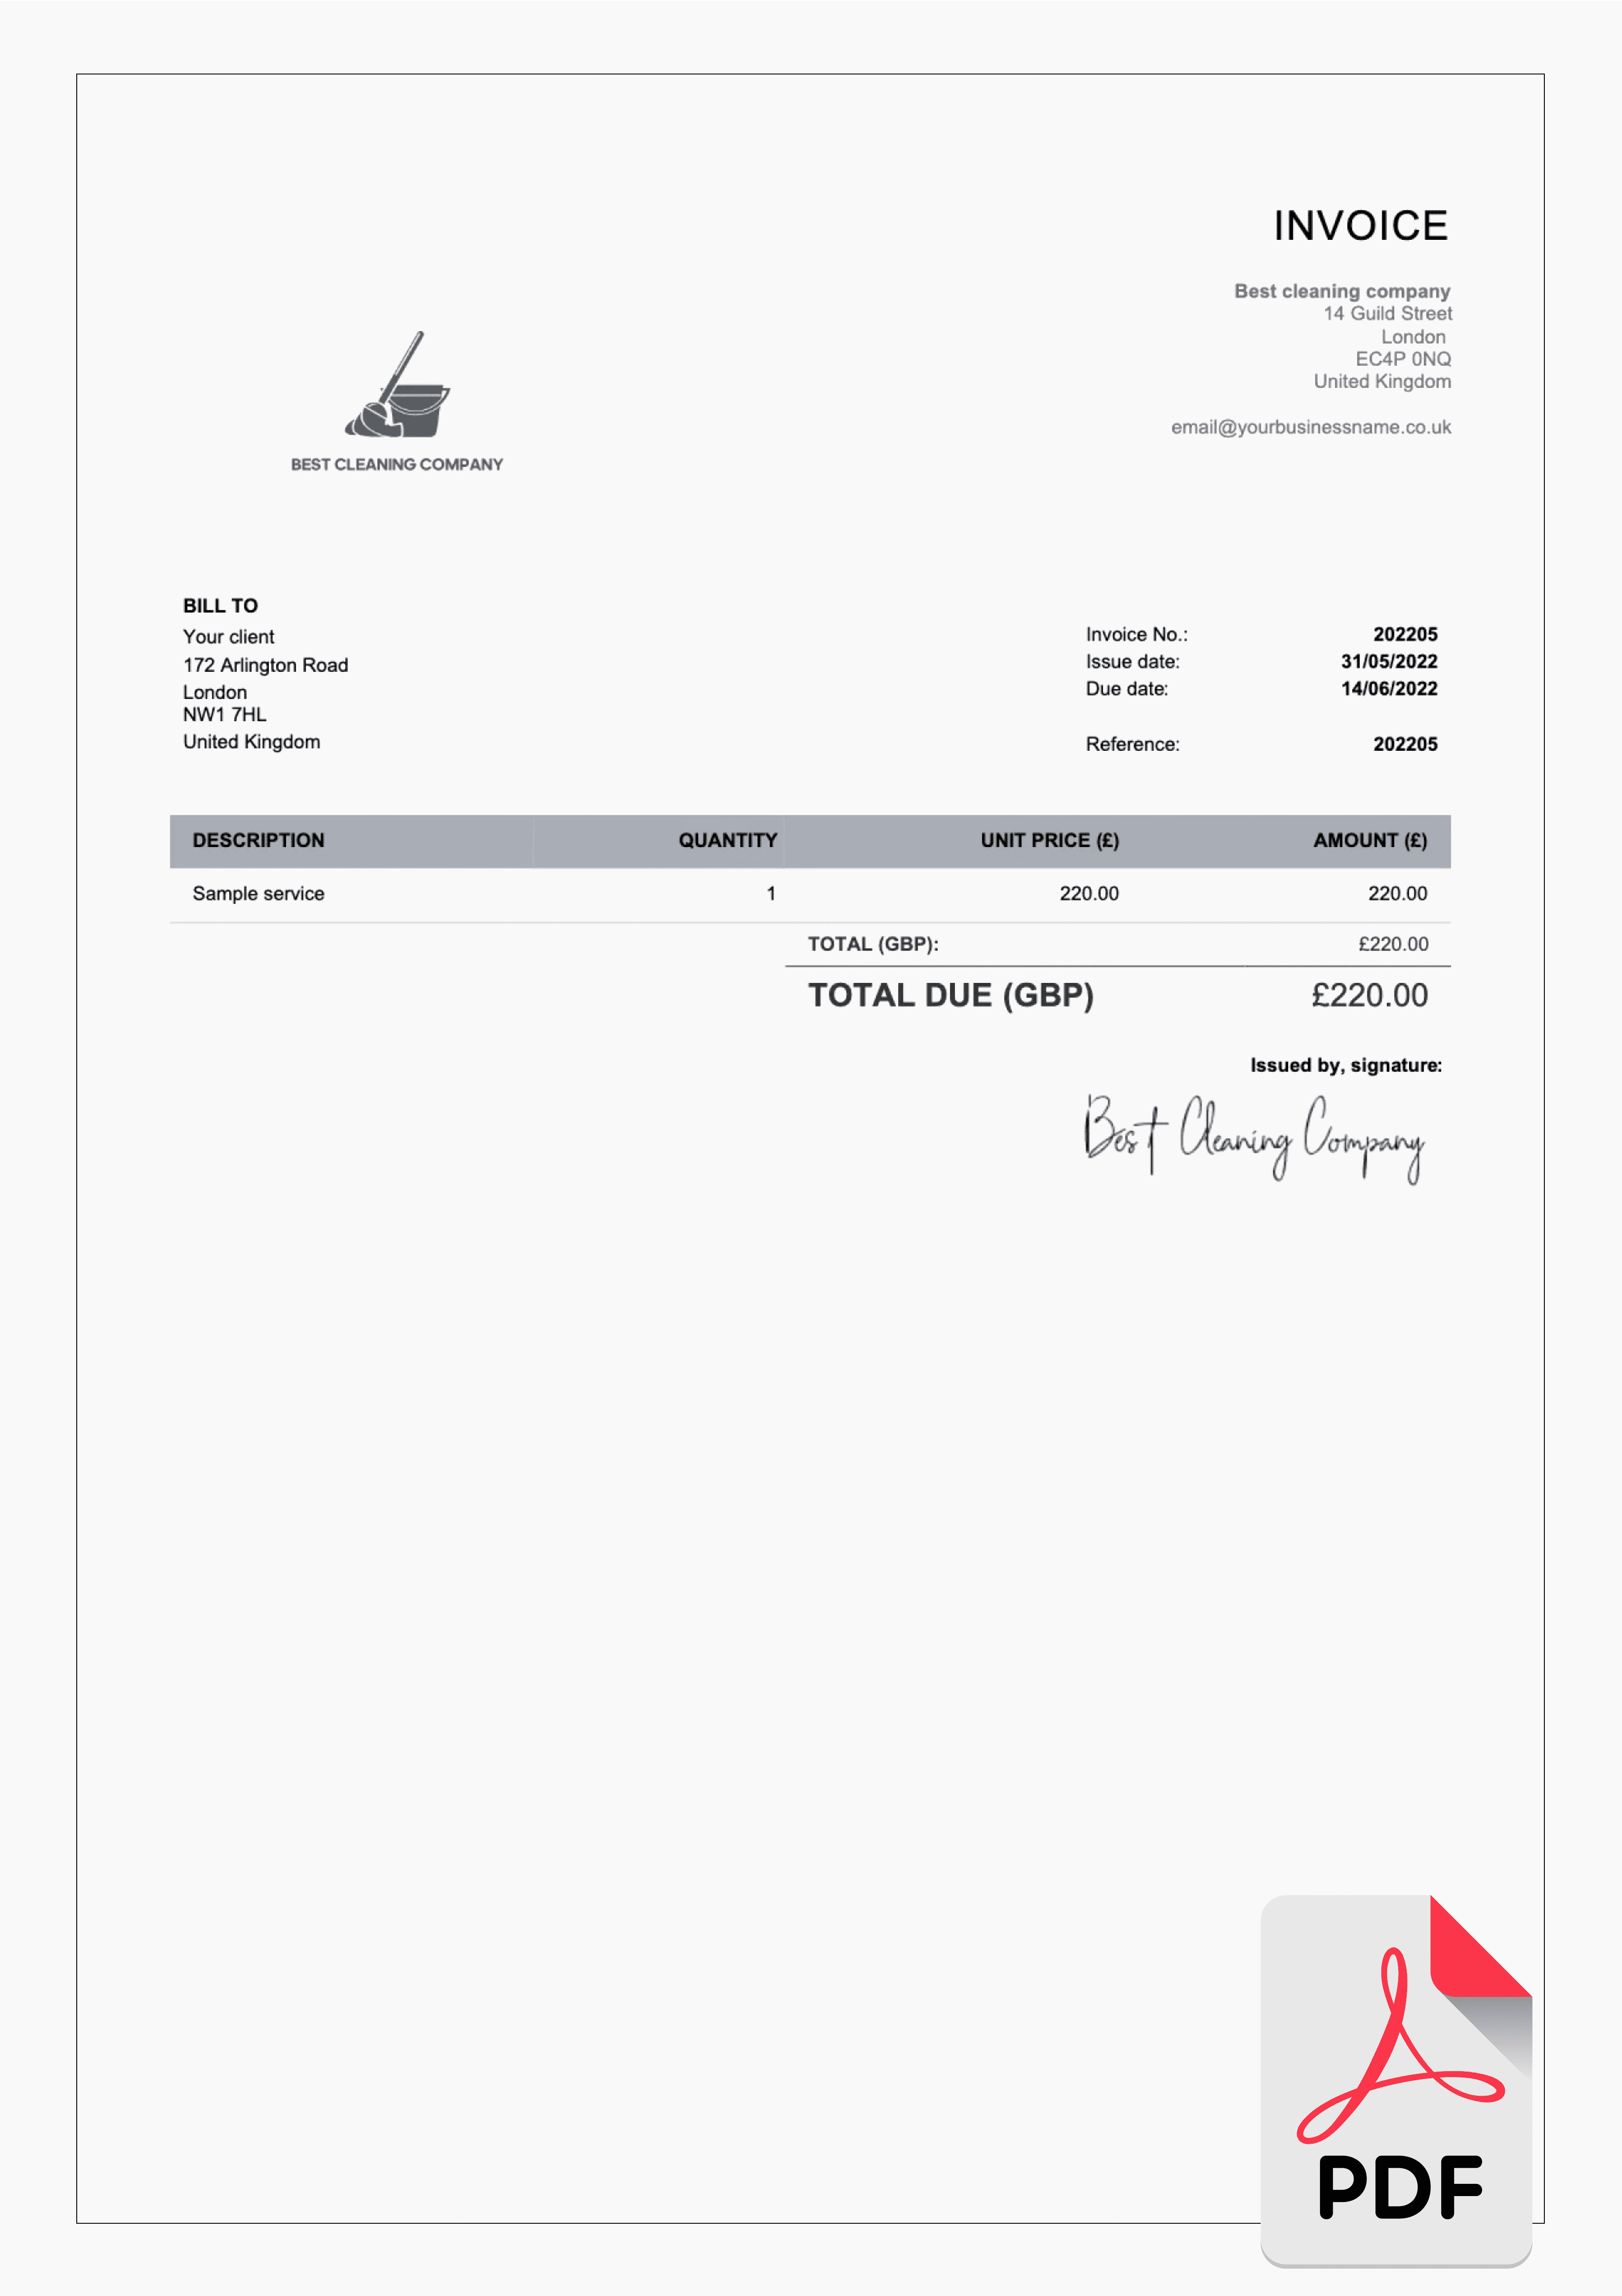 INVOICE
Best cleaning company
14 Guild Street
London
EC4P 0NQ
United Kingdom
email@yourbusinessname.co.uk
BEST CLEANING COMPANY
BILL TO
Your client
172 Arlington Road
London
NW1 7HL
United Kingdom
Invoice No.: 202205
Issue date: 31/05/2022
Due date: 14/06/2022
Reference: 202205
DESCRIPTION QUANTITY UNIT PRICE (£) AMOUNT (£)
Sample service 1 220.00 220.00
TOTAL (GBP): £220.00
TOTAL DUE (GBP) £220.00
Issued by, signature:
Best Cleaning Company
PDF